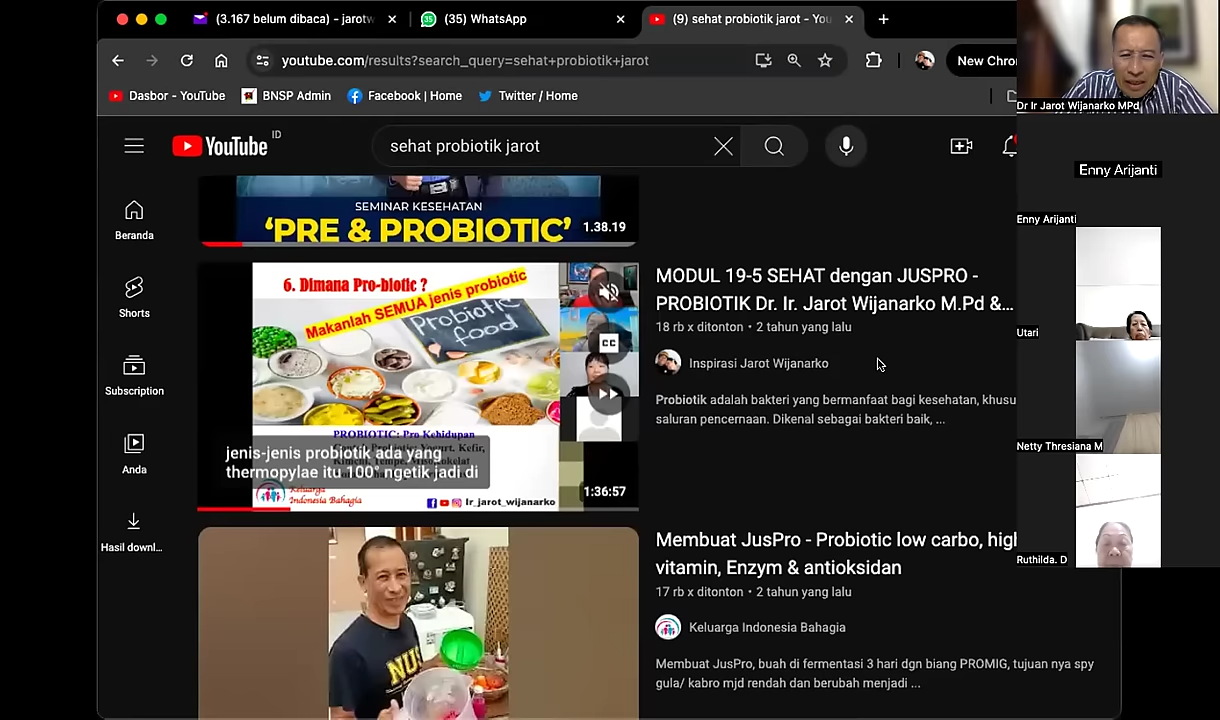 (3.167 belum dibaca) - jarotw
(35) WhatsApp
(9) sehat probiotik jarot - You
youtube.com/results?search_query=sehat+probiotik+jarot
New Chro
Dasbor - YouTube
BNSP Admin
Facebook | Home
Twitter / Home
YouTube ID
sehat probiotik jarot
Beranda
Shorts
Subscription
Anda
Hasil downl...
SEMINAR KESEHATAN
'PRE & PROBIOTIC'
1.38.19
6. Dimana Pro-biotic ?
Makanlah SEMUA jenis probiotic
Probiotic
food
CC
PROBIOTIC: Pro Kehidupan
jenis-jenis probiotik ada yang
thermopylae itu 100° ngetik jadi di
Keluarga
Indonesia Bahagia
Ir_jarot_wijanarko
1:36:57
MODUL 19-5 SEHAT dengan JUSPRO -
PROBIOTIK Dr. Ir. Jarot Wijanarko M.Pd &...
18 rb x ditonton • 2 tahun yang lalu
Inspirasi Jarot Wijanarko
Probiotik adalah bakteri yang bermanfaat bagi kesehatan, khusu
saluran pencernaan. Dikenal sebagai bakteri baik, ...
NUS
Membuat JusPro - Probiotic low carbo, high
vitamin, Enzym & antioksidan
17 rb x ditonton • 2 tahun yang lalu
Keluarga Indonesia Bahagia
Membuat JusPro, buah di fermentasi 3 hari dgn biang PROMIG, tujuan nya spy
gula/ kabro mjd rendah dan berubah menjadi ...
Dr Ir Jarot Wijanarko MPd
Enny Arijanti
Enny Arijanti
Utari
Netty Thresiana M
Ruthilda. D